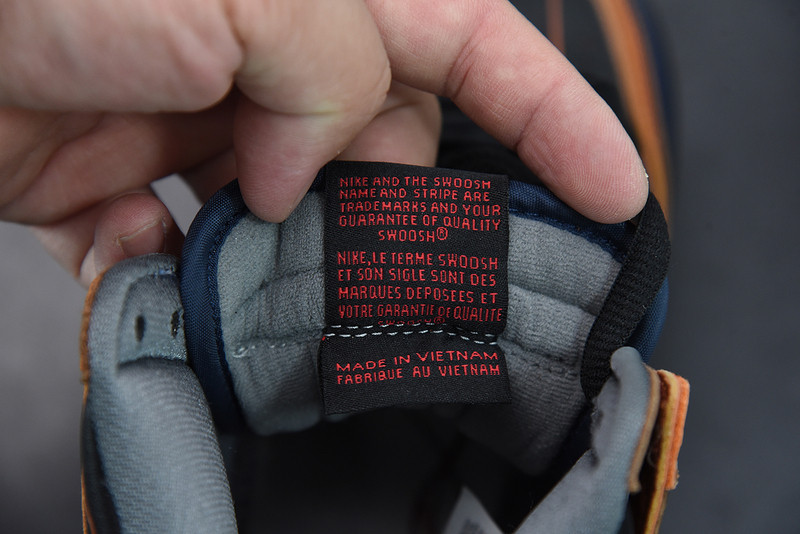 NIKE AND THE SWOOSH
NAME AND STRIPE ARE
TRADEMARKS AND YOUR
GUARANTEE OF QUALITY
SWOOSH®
NIKE, LE TERME SWOOSH
ET SON SIGLE SONT DES
MARQUES DEPOSEES ET
VOTRE GARANTIE DE QUALITE
SWOOSH®
MADE IN VIETNAM
FABRIQUE AU VIETNAM